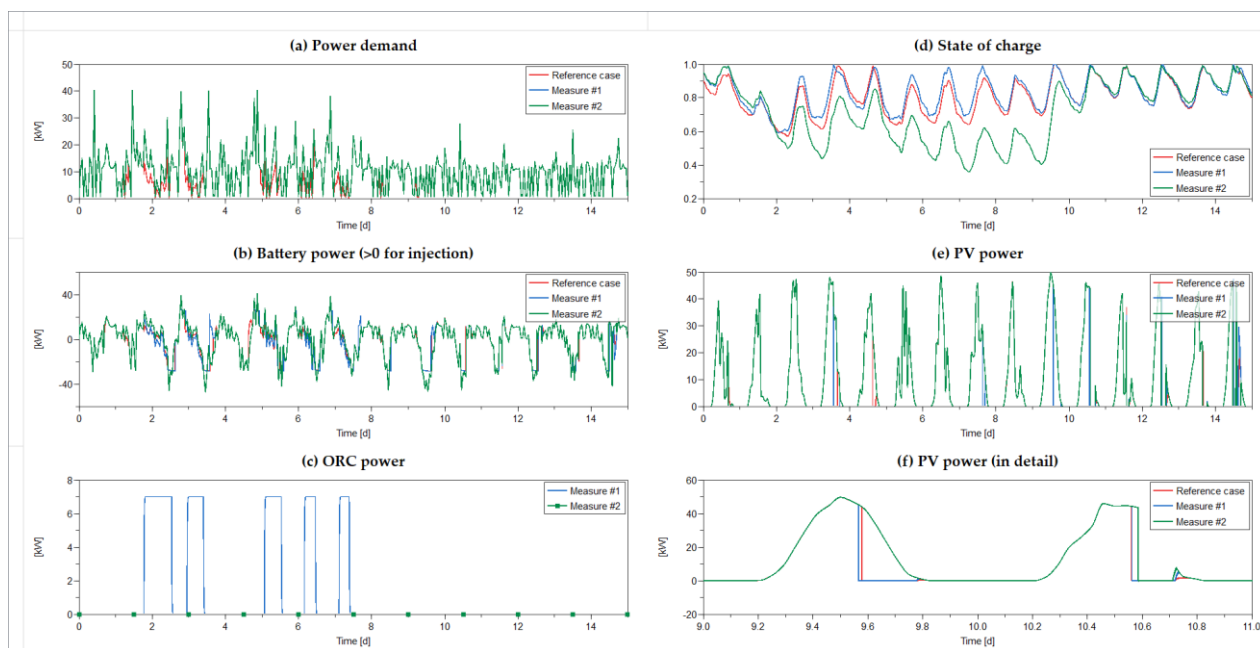 (a) Power demand
[kW]
50
40
30
20
10
0
Reference case
Measure #1
Measure #2
0 2 4 6 8 10 12 14
Time [d]
(b) Battery power (>0 for injection)
[kW]
40
0
-40
Reference case
Measure #1
Measure #2
0 2 4 6 8 10 12 14
Time [d]
(c) ORC power
[kW]
8
6
4
2
0
Measure #1
Measure #2
0 2 4 6 8 10 12 14
Time [d]
(d) State of charge
1.0
0.8
0.6
0.4
0.2
Reference case
Measure #1
Measure #2
0 2 4 6 8 10 12 14
Time [d]
(e) PV power
[kW]
50
40
30
20
10
0
Reference case
Measure #1
Measure #2
0 2 4 6 8 10 12 14
Time [d]
(f) PV power (in detail)
[kW]
60
40
20
0
-20
Reference case
Measure #1
Measure #2
9.0 9.2 9.4 9.6 9.8 10.0 10.2 10.4 10.6 10.8 11.0
Time [d]